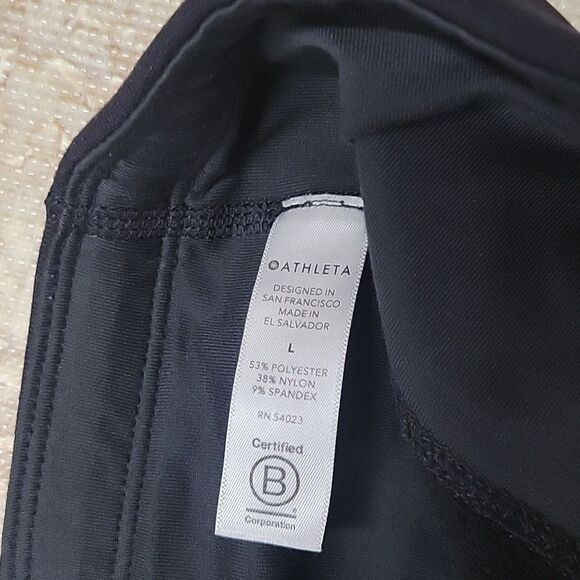 ATHLETA
DESIGNED IN
SAN FRANCISCO
MADE IN
EL SALVADOR
L
53% POLYESTER
38% NYLON
9% SPANDEX
RN 54023
Certified
B
Corporation